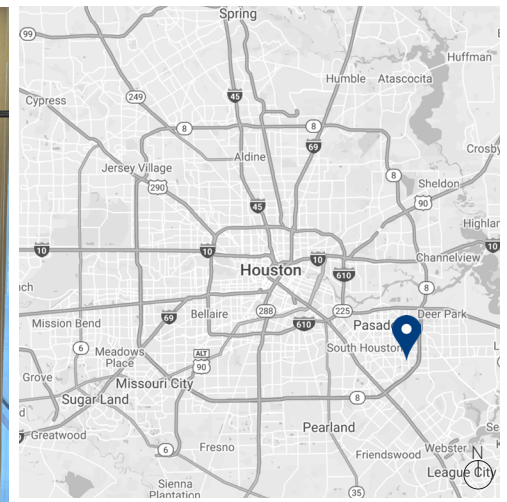 Spring
99
Huffman
Humble
Atascocita
45
Cypress
249
8
8
69
Crosby
Aldine
Jersey Village
8
290
Sheldon
90
45
Highlar
10
10
10
10
Channelview
Houston
610
ch
8
288
225
Mission Bend
69
Bellaire
610
Pasad
Deer Park
South Houston
6
Meadows
Place
ALT
90
Grove
Missouri City
Sugar Land
8
Greatwood
Pearland
Se
6
Fresno
Friendswood
Webster
N
League City
Sienna
Plantation
35